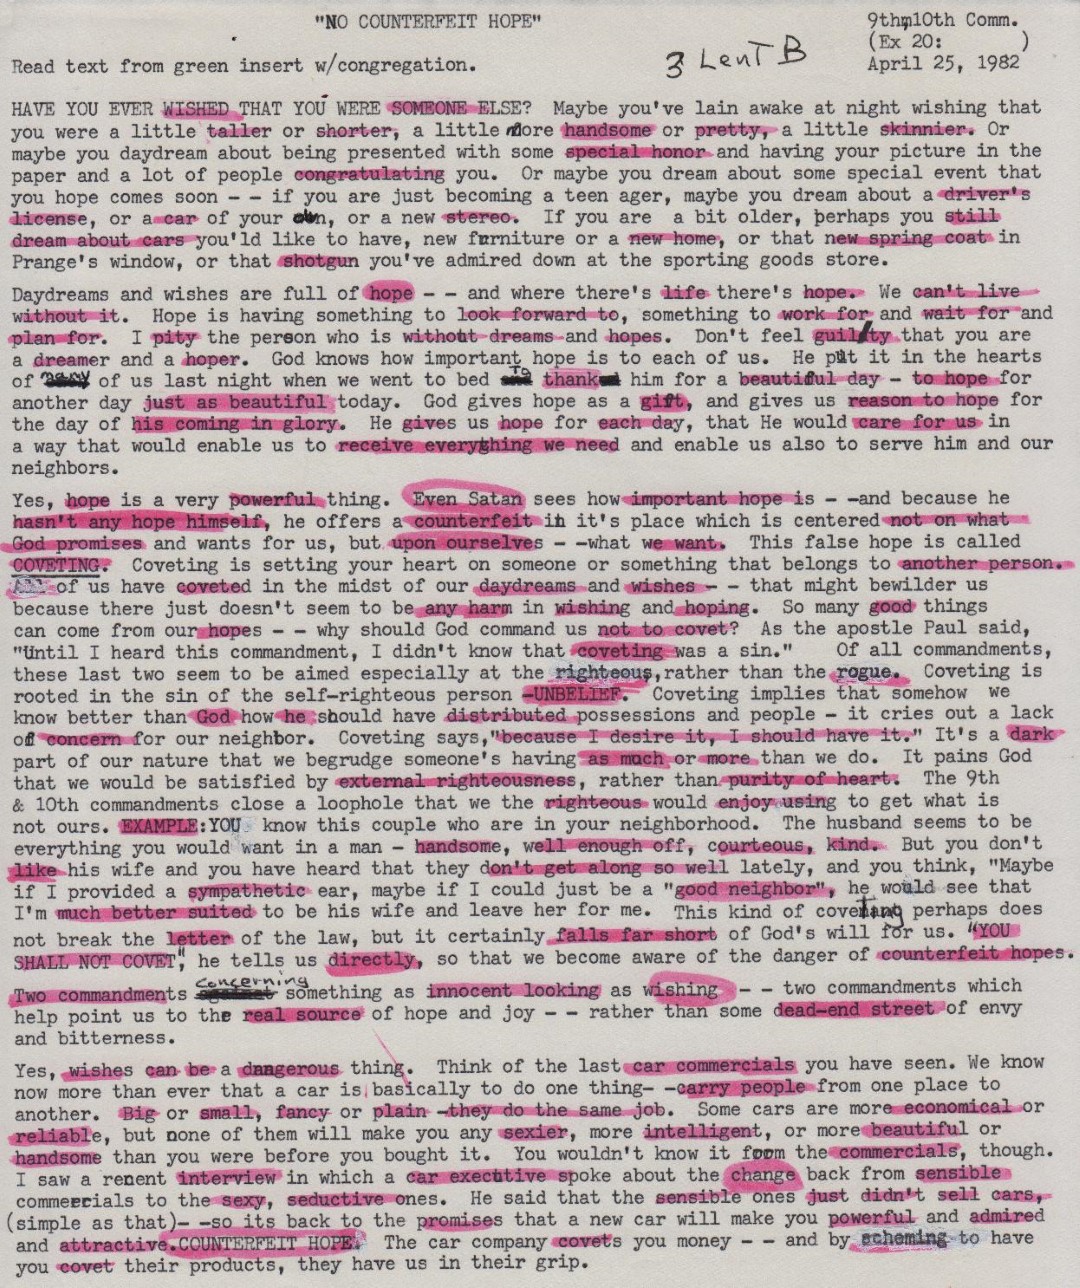 "NO COUNTERFEIT HOPE"
9th,10th Comm.
(Ex 20: )
April 25, 1982
3 Lent B
Read text from green insert w/congregation.
HAVE YOU EVER WISHED THAT YOU WERE SOMEONE ELSE? Maybe you've lain awake at night wishing that
you were a little taller or shorter, a little more handsome or pretty, a little skinnier. Or
maybe you daydream about being presented with some special honor and having your picture in the
paper and a lot of people congratulating you. Or maybe you dream about some special event that
you hope comes soon - - if you are just becoming a teen ager, maybe you dream about a driver's
license, or a car of your own, or a new stereo. If you are a bit older, perhaps you still
dream about cars you'ld like to have, new furniture or a new home, or that new spring coat in
Prange's window, or that shotgun you've admired down at the sporting goods store.
Daydreams and wishes are full of hope - - and where there's life there's hope. We can't live
without it. Hope is having something to look forward to, something to work for and wait for and
plan for. I pity the person who is without dreams and hopes. Don't feel guilty that you are
a dreamer and a hoper. God knows how important hope is to each of us. He put it in the hearts
of many of us last night when we went to bed to thank him for a beautiful day - to hope for
another day just as beautiful today. God gives hope as a gift, and gives us reason to hope for
the day of his coming in glory. He gives us hope for each day, that He would care for us in
a way that would enable us to receive everything we need and enable us also to serve him and our
neighbors.
Yes, hope is a very powerful thing. Even Satan sees how important hope is - -and because he
hasn't any hope himself, he offers a counterfeit in it's place which is centered not on what
God promises and wants for us, but upon ourselves - -what we want. This false hope is called
COVETING. Coveting is setting your heart on someone or something that belongs to another person.
All of us have coveted in the midst of our daydreams and wishes - - that might bewilder us
because there just doesn't seem to be any harm in wishing and hoping. So many good things
can come from our hopes - - why should God command us not to covet? As the apostle Paul said,
"Until I heard this commandment, I didn't know that coveting was a sin." Of all commandments,
these last two seem to be aimed especially at the righteous, rather than the rogue. Coveting is
rooted in the sin of the self-righteous person -UNBELIEF. Coveting implies that somehow we
know better than God how he should have distributed possessions and people - it cries out a lack
of concern for our neighbor. Coveting says,"because I desire it, I should have it." It's a dark
part of our nature that we begrudge someone's having as much or more than we do. It pains God
that we would be satisfied by external righteousness, rather than purity of heart. The 9th
& 10th commandments close a loophole that we the righteous would enjoy using to get what is
not ours. EXAMPLE:YOU know this couple who are in your neighborhood. The husband seems to be
everything you would want in a man - handsome, well enough off, courteous, kind. But you don't
like his wife and you have heard that they don't get along so well lately, and you think, "Maybe
if I provided a sympathetic ear, maybe if I could just be a "good neighbor", he would see that
I'm much better suited to be his wife and leave her for me. This kind of coveting perhaps does
not break the letter of the law, but it certainly falls far short of God's will for us. "YOU
SHALL NOT COVET", he tells us directly, so that we become aware of the danger of counterfeit hopes.
Two commandments concerning something as innocent looking as wishing - - two commandments which
help point us to the real source of hope and joy - - rather than some dead-end street of envy
and bitterness.
Yes, wishes can be a dangerous thing. Think of the last car commercials you have seen. We know
now more than ever that a car is basically to do one thing- -carry people from one place to
another. Big or small, fancy or plain -they do the same job. Some cars are more economical or
reliable, but none of them will make you any sexier, more intelligent, or more beautiful or
handsome than you were before you bought it. You wouldn't know it from the commercials, though.
I saw a renent interview in which a car executive spoke about the change back from sensible
commercials to the sexy, seductive ones. He said that the sensible ones just didn't sell cars,
(simple as that)- -so its back to the promises that a new car will make you powerful and admired
and attractive.COUNTERFEIT HOPE. The car company covets you money - - and by scheming to have
you covet their products, they have us in their grip.